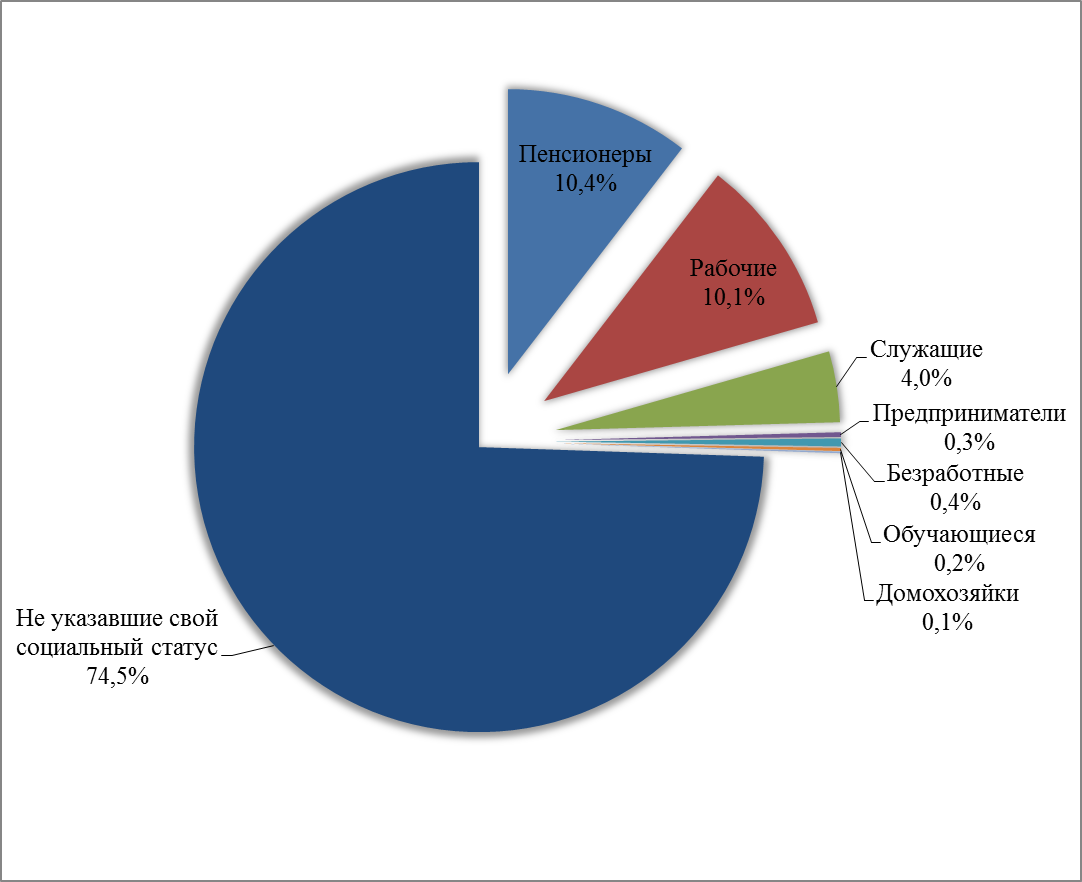 Пенсионеры
10,4%
Рабочие
10,1%
Служащие
4,0%
Предприниматели
0,3%
Безработные
0,4%
Обучающиеся
0,2%
Домохозяйки
0,1%
Не указавшие свой
социальный статус
74,5%